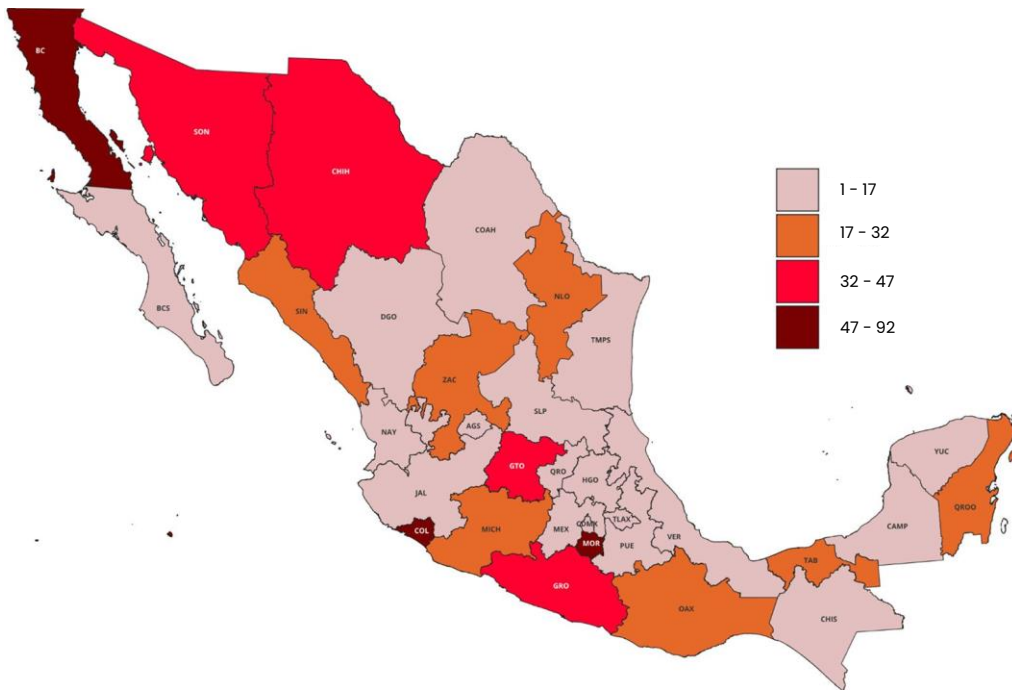 BC
SON
CHIH
COAH
BCS
SIN
DGO
NLO
TMPS
ZAC
SLP
NAY
AGS
JAL
GTO
QRO
HGO
COL
MICH
MEX
CDMX
TLAX
MOR
PUE
VER
GRO
OAX
TAB
CHIS
CAMP
YUC
QROO
1 - 17
17 - 32
32 - 47
47 - 92